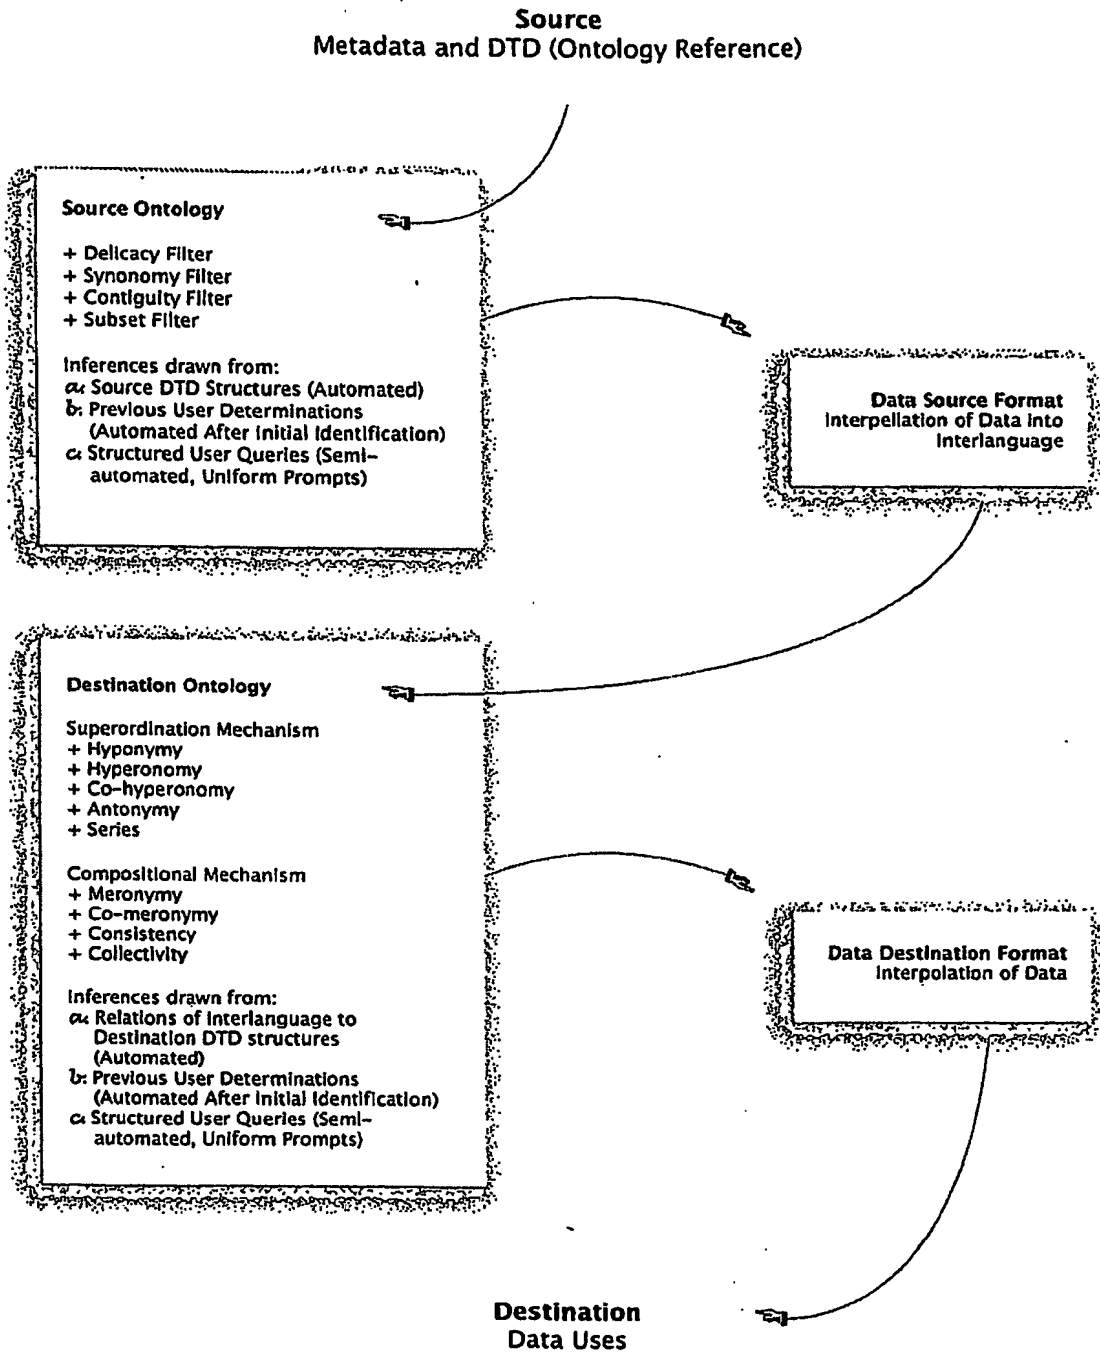 Source
Metadata and DTD (Ontology Reference)
Source Ontology
+ Delicacy Filter
+ Synonomy Filter
+ Contiguity Filter
+ Subset Filter
Inferences drawn from:
a: Source DTD Structures (Automated)
b: Previous User Determinations
(Automated After Initial Identification)
c: Structured User Queries (Semi-
automated, Uniform Prompts)
Data Source Format
Interpellation of Data into
Interlanguage
Destination Ontology
Superordination Mechanism
+ Hyponymy
+ Hyperonomy
+ Co-hyperonomy
+ Antonymy
+ Series
Compositional Mechanism
+ Meronymy
+ Co-meronymy
+ Consistency
+ Collectivity
Inferences drawn from:
a: Relations of Interlanguage to
Destination DTD structures
(Automated)
b: Previous User Determinations
(Automated After Initial Identification)
c: Structured User Queries (Semi-
automated, Uniform Prompts)
Data Destination Format
Interpolation of Data
Destination
Data Uses